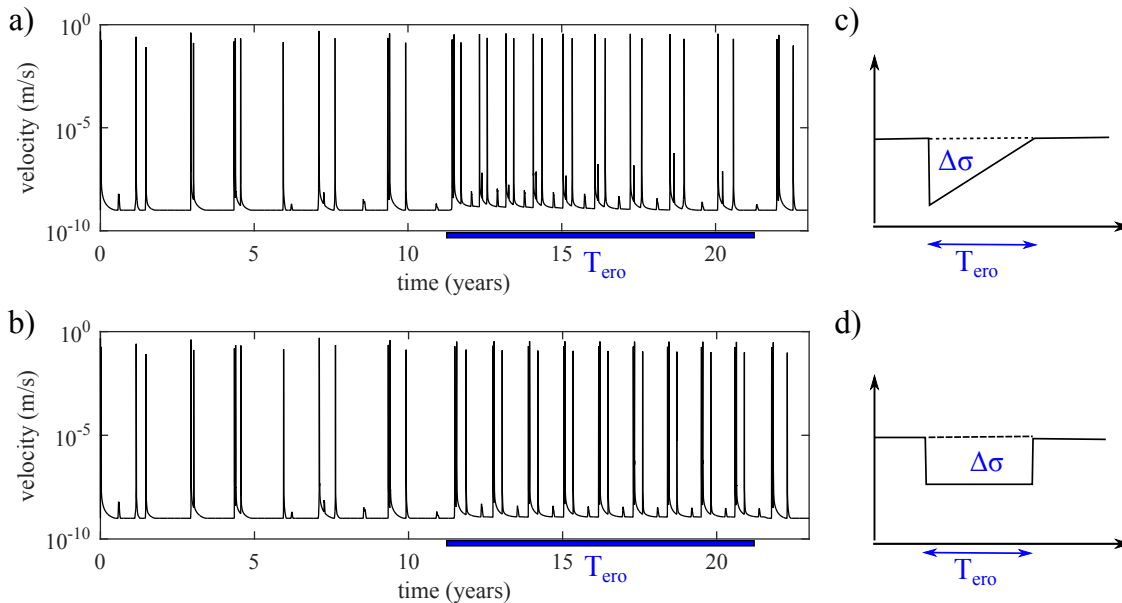 a)
velocity (m/s)
10^0
10^-5
10^-10
0 5 10 15 20
T_ero
time (years)
b)
velocity (m/s)
10^0
10^-5
10^-10
0 5 10 15 20
T_ero
time (years)
c)
Δσ
T_ero
d)
Δσ
T_ero